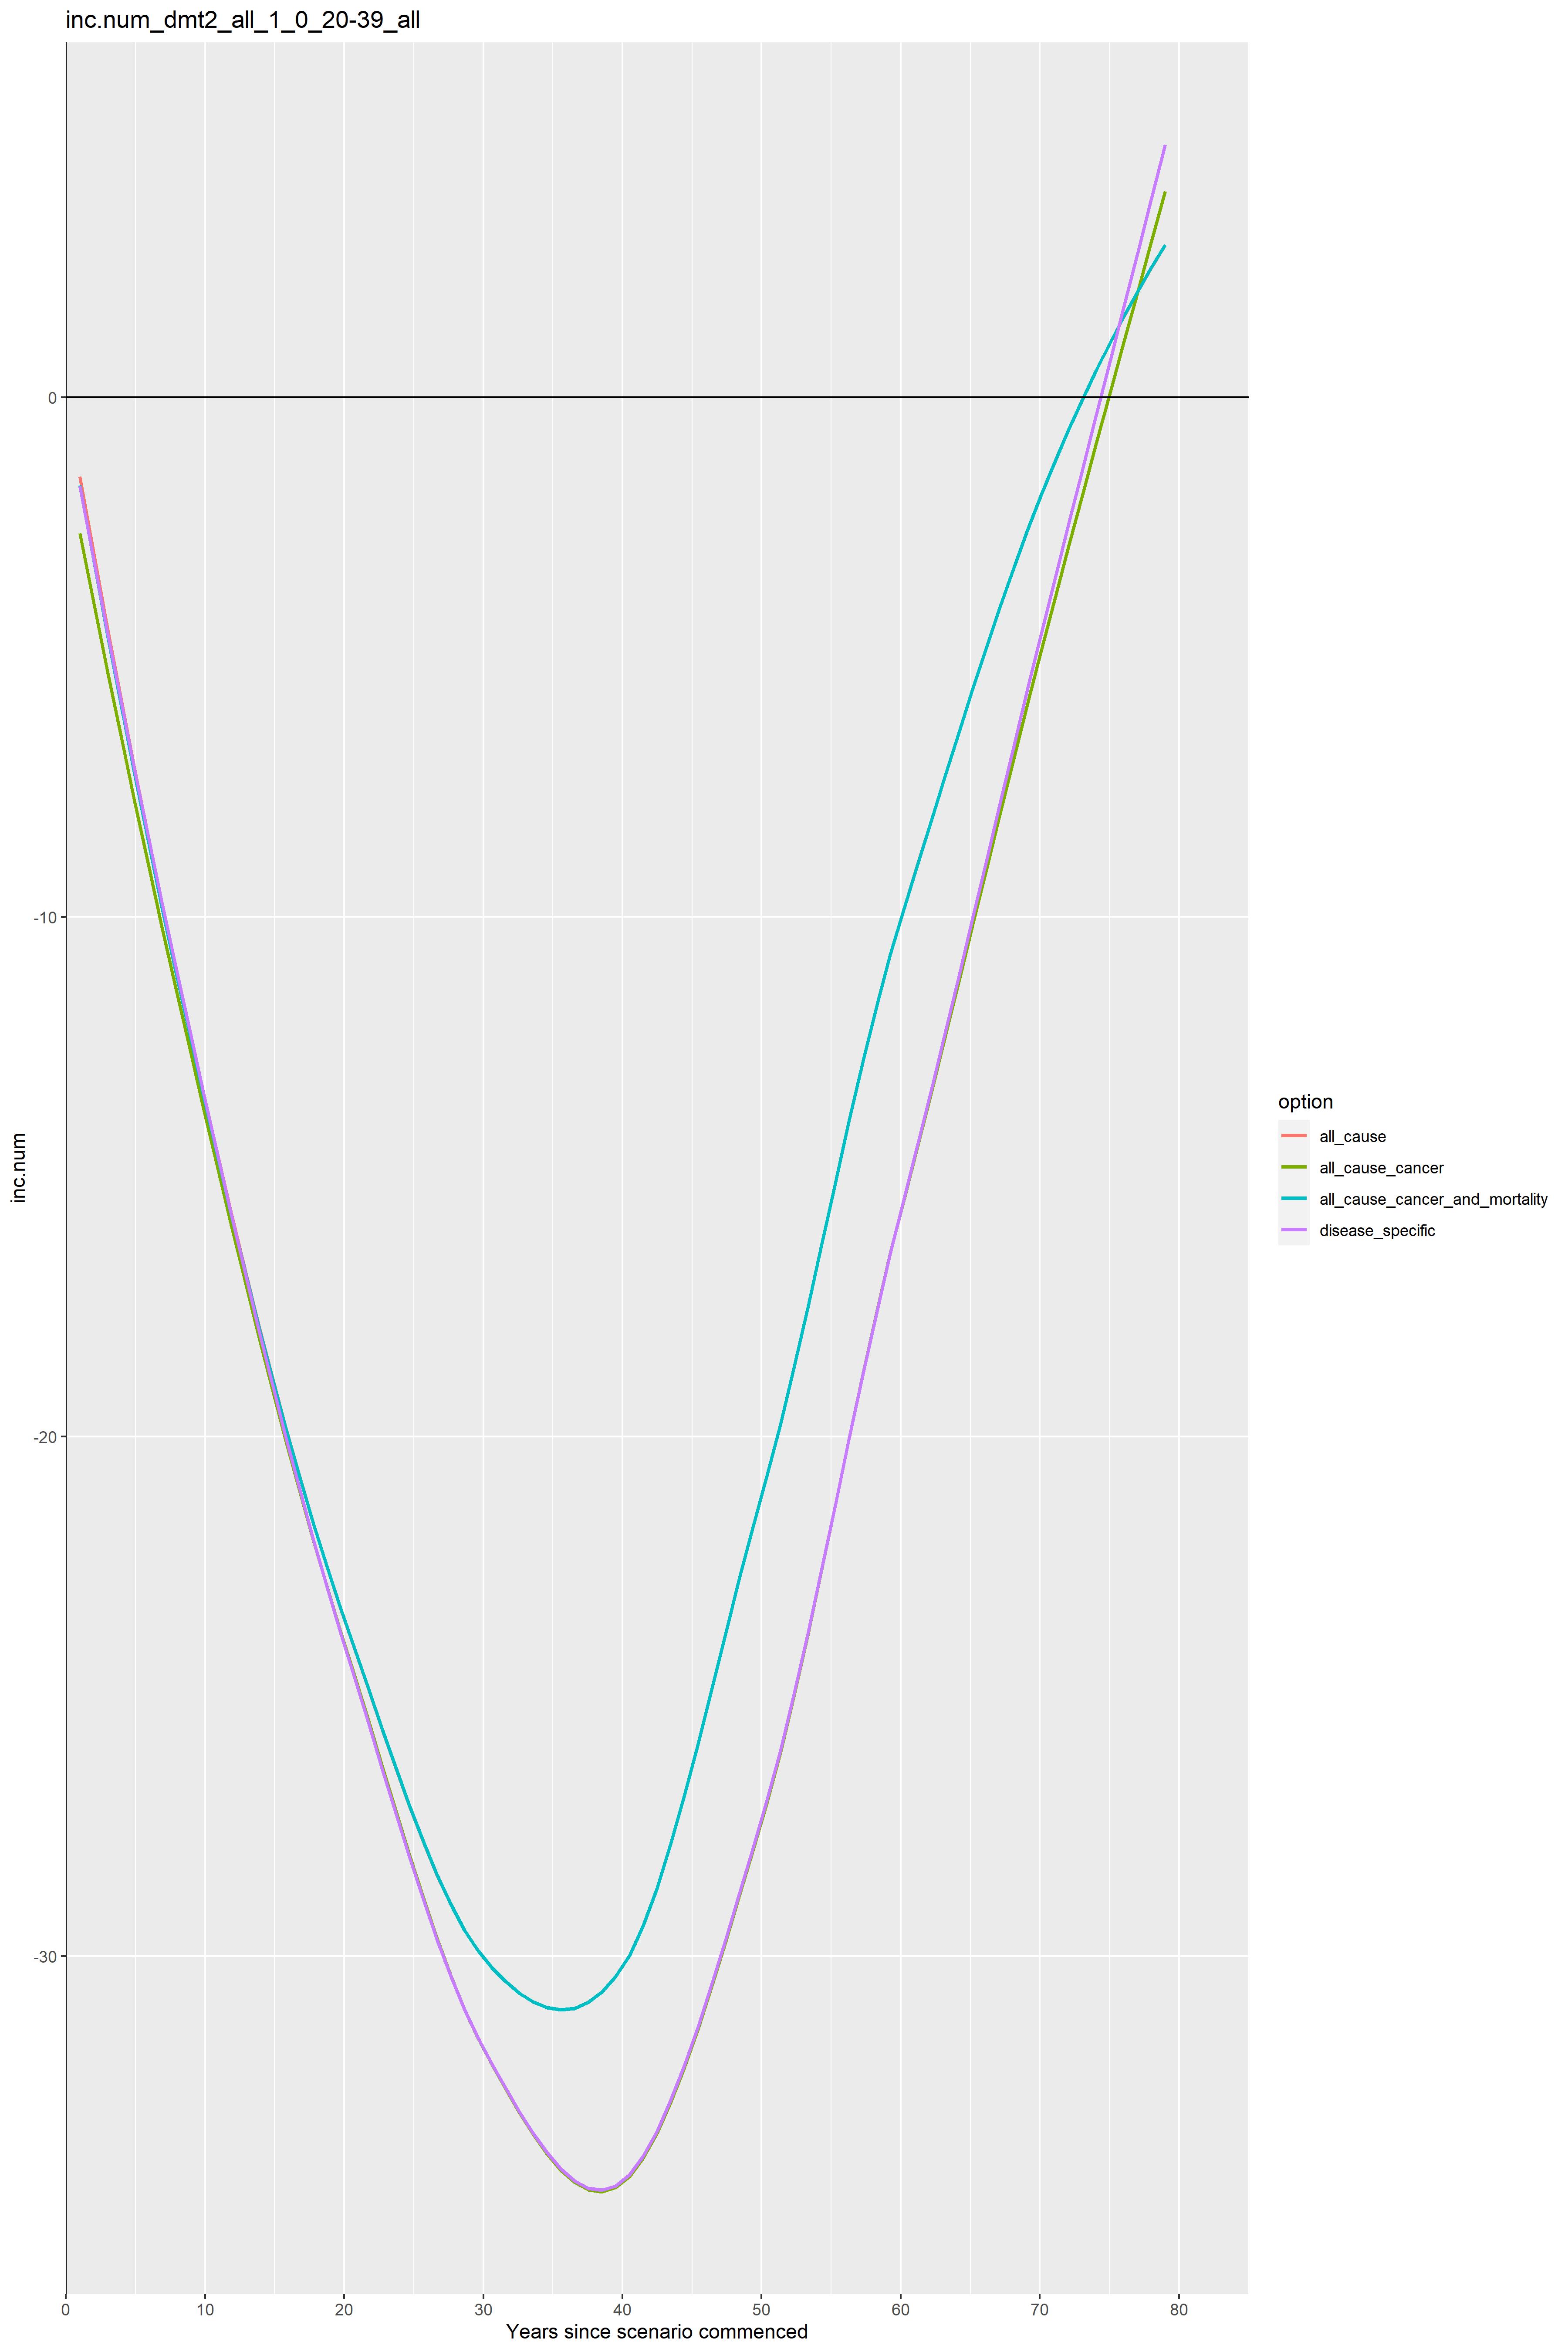 inc.num_dmt2_all_1_0_20-39_all
0
-10
-20
-30
inc.num
0 10 20 30 40 50 60 70 80
Years since scenario commenced
option
all_cause
all_cause_cancer
all_cause_cancer_and_mortality
disease_specific